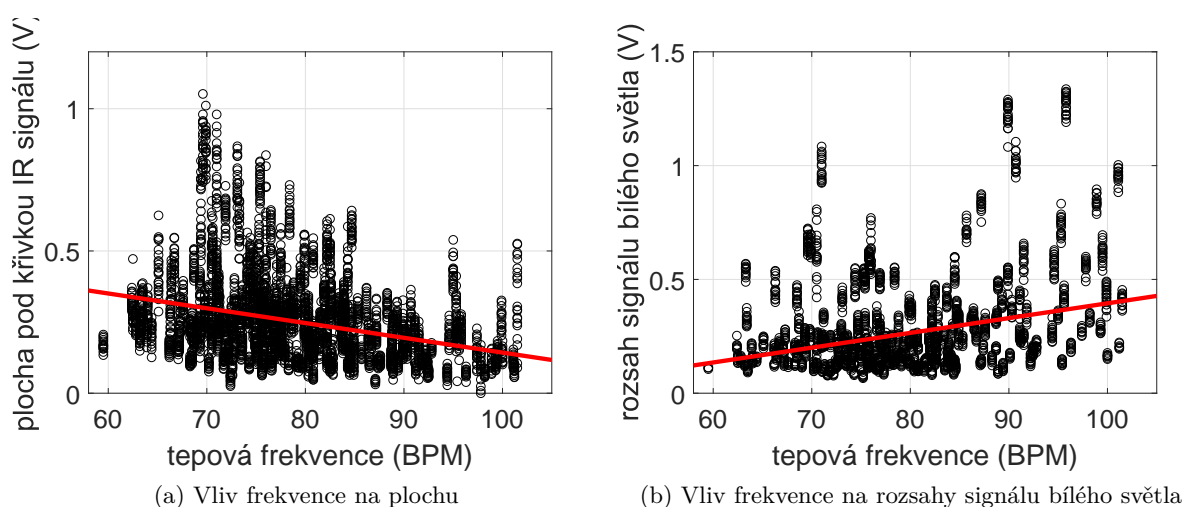 plocha pod křivkou IR signálu (V)
1
0.5
0
60 70 80 90 100
tepová frekvence (BPM)
(a) Vliv frekvence na plochu
rozsah signálu bílého světla (V)
1.5
1
0.5
0
60 70 80 90 100
tepová frekvence (BPM)
(b) Vliv frekvence na rozsahy signálu bílého světla